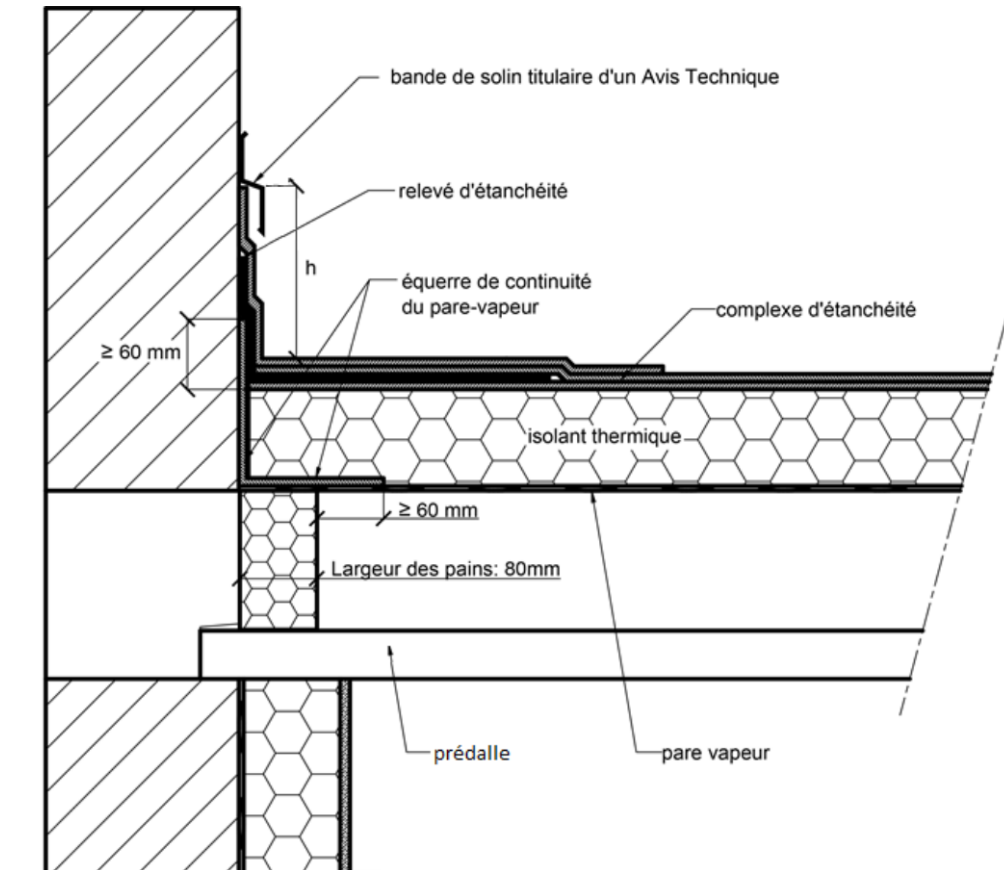 bande de solin titulaire d'un Avis Technique
relevé d'étanchéité
h
équerre de continuité
du pare-vapeur
complexe d'étanchéité
≥ 60 mm
isolant thermique
≥ 60 mm
Largeur des pains: 80mm
prédalle
pare vapeur